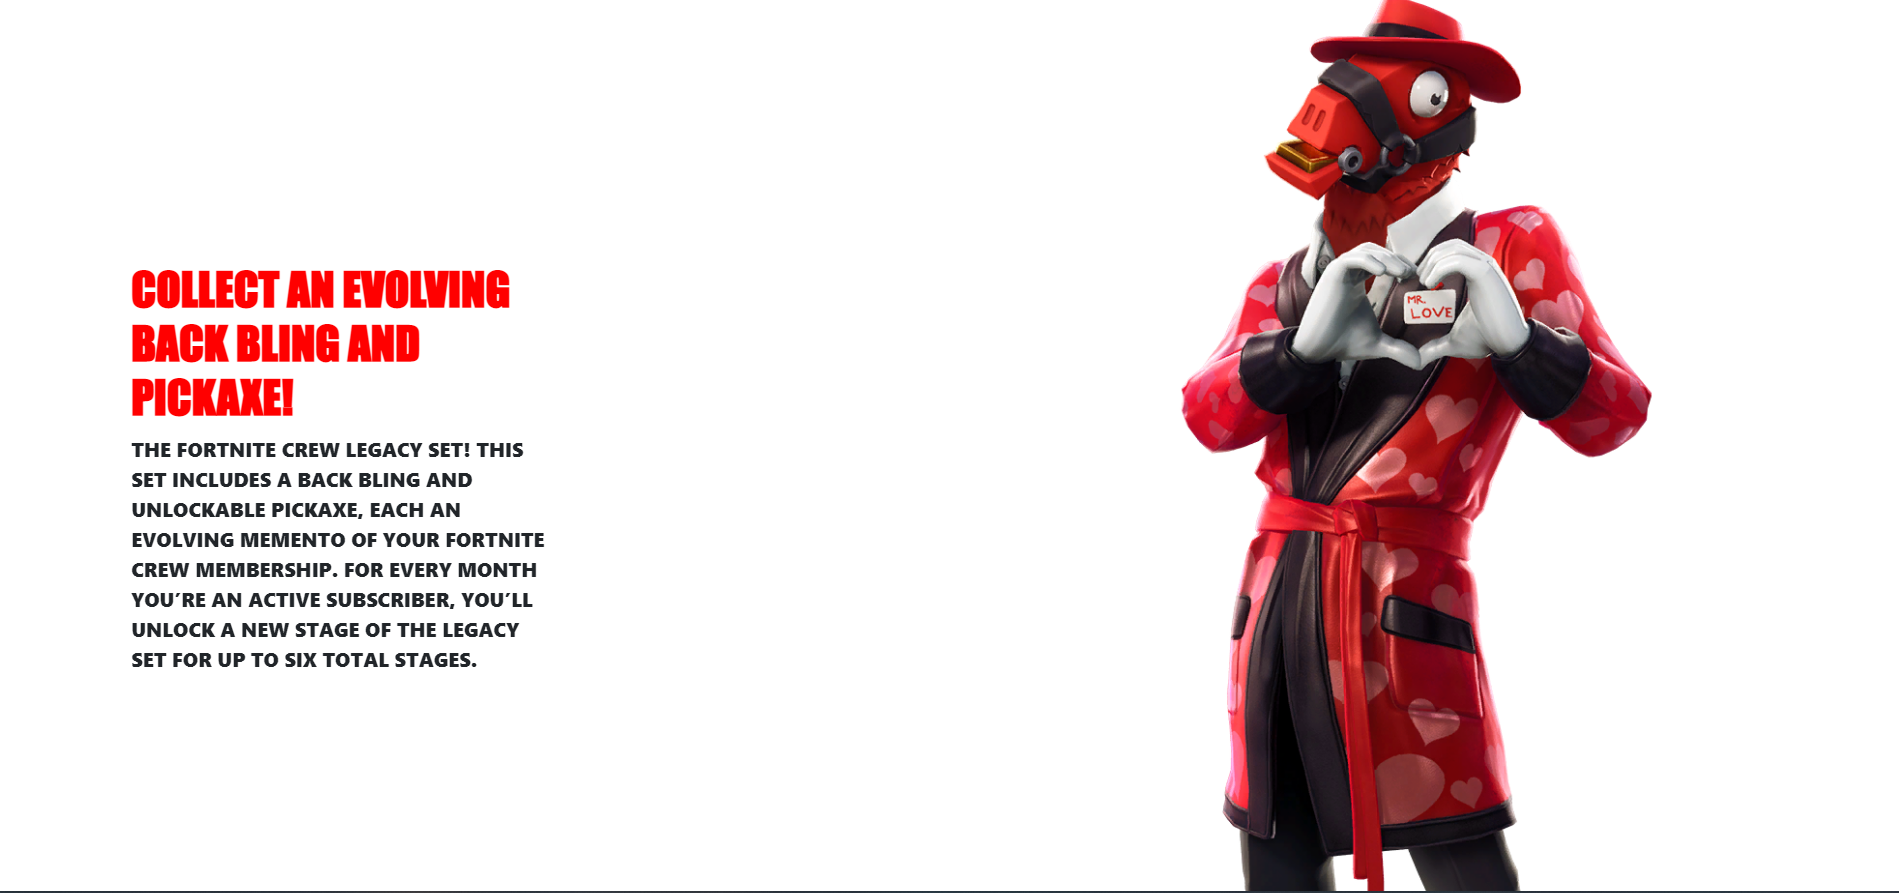 COLLECT AN EVOLVING
BACK BLING AND
PICKAXE!
THE FORTNITE CREW LEGACY SET! THIS
SET INCLUDES A BACK BLING AND
UNLOCKABLE PICKAXE, EACH AN
EVOLVING MEMENTO OF YOUR FORTNITE
CREW MEMBERSHIP. FOR EVERY MONTH
YOU’RE AN ACTIVE SUBSCRIBER, YOU’LL
UNLOCK A NEW STAGE OF THE LEGACY
SET FOR UP TO SIX TOTAL STAGES.
MR.
LOVE